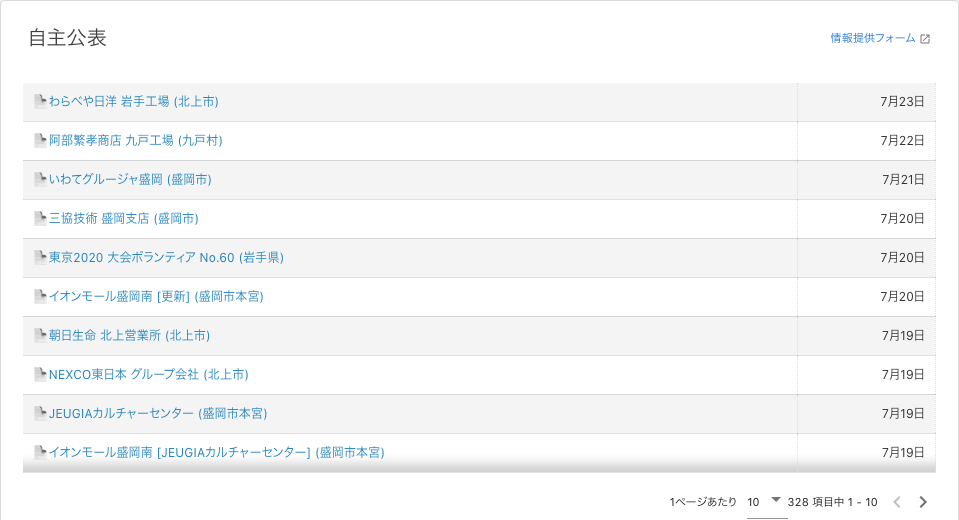 自主公表
情報提供フォーム
わらべや日洋 岩手工場 (北上市) 7月23日
阿部繁孝商店 九戸工場 (九戸村) 7月22日
いわてグルージャ盛岡 (盛岡市) 7月21日
三協技術 盛岡支店 (盛岡市) 7月20日
東京2020 大会ボランティア No.60 (岩手県) 7月20日
イオンモール盛岡南 [更新] (盛岡市本宮) 7月20日
朝日生命 北上営業所 (北上市) 7月19日
NEXCO東日本 グループ会社 (北上市) 7月19日
JEUGIAカルチャーセンター (盛岡市本宮) 7月19日
イオンモール盛岡南 [JEUGIAカルチャーセンター] (盛岡市本宮) 7月19日
1ページあたり 10 328 項目中 1 - 10